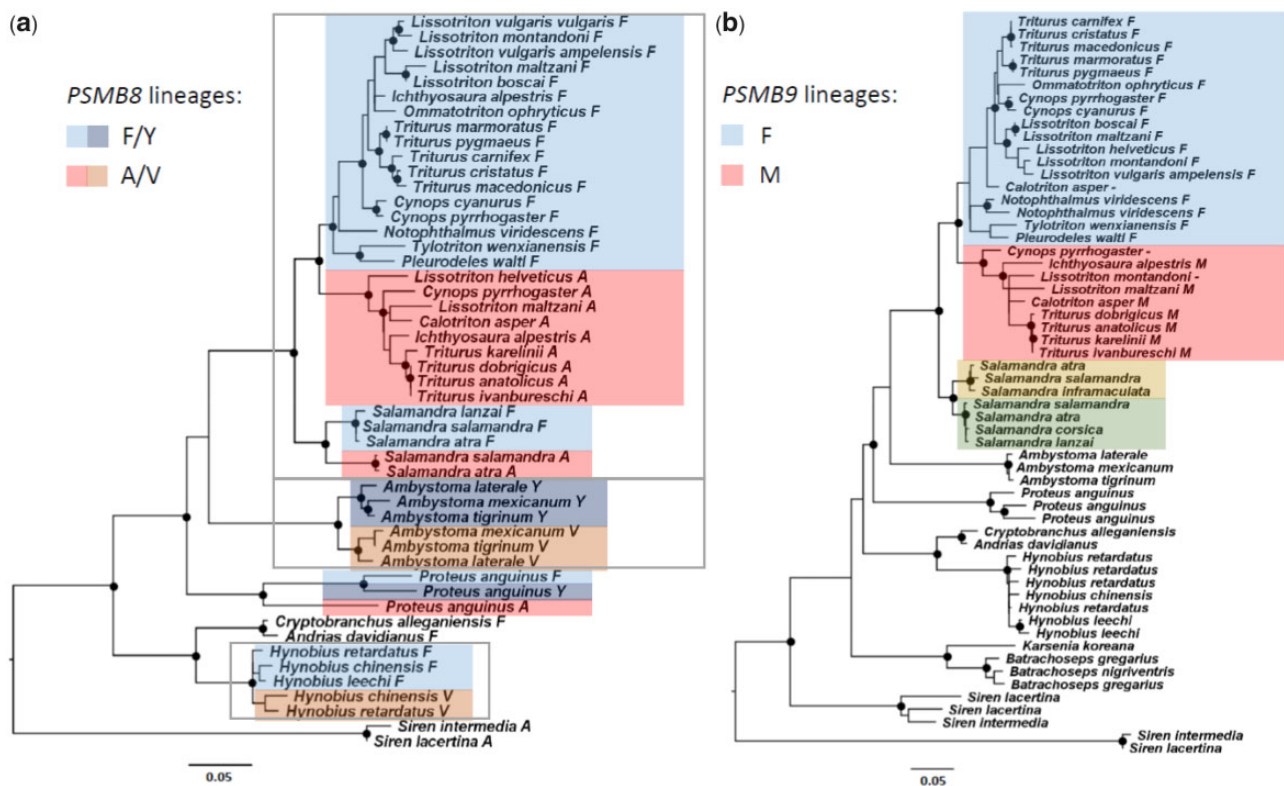 (a)
PSMB8 lineages:
F/Y
A/V
Lissotriton vulgaris vulgaris F
Lissotriton montandoni F
Lissotriton vulgaris ampelensis F
Lissotriton maltzani F
Lissotriton boscai F
Ichthyosaura alpestris F
Ommatotriton ophryticus F
Triturus marmoratus F
Triturus pygmaeus F
Triturus carnifex F
Triturus cristatus F
Triturus macedonicus F
Cynops cyanurus F
Cynops pyrrhogaster F
Notophthalmus viridescens F
Tylotriton wenxianensis F
Pleurodeles waltl F
Lissotriton helveticus A
Cynops pyrrhogaster A
Lissotriton maltzani A
Calotriton asper A
Ichthyosaura alpestris A
Triturus karelinii A
Triturus dobrigicus A
Triturus anatolicus A
Triturus ivanbureschi A
Salamandra lanzai F
Salamandra salamandra F
Salamandra atra F
Salamandra salamandra A
Salamandra atra A
Ambystoma laterale Y
Ambystoma mexicanum Y
Ambystoma tigrinum Y
Ambystoma mexicanum V
Ambystoma tigrinum V
Ambystoma laterale V
Proteus anguinus F
Proteus anguinus Y
Proteus anguinus A
Cryptobranchus alleganiensis F
Andrias davidianus F
Hynobius retardatus F
Hynobius chinensis F
Hynobius leechi F
Hynobius chinensis V
Hynobius retardatus V
Siren intermedia A
Siren lacertina A
0.05
(b)
PSMB9 lineages:
F
M
Triturus carnifex F
Triturus cristatus F
Triturus macedonicus F
Triturus marmoratus F
Triturus pygmaeus F
Ommatotriton ophryticus F
Cynops pyrrhogaster F
Cynops cyanurus F
Lissotriton boscai F
Lissotriton maltzani F
Lissotriton helveticus F
Lissotriton montandoni F
Lissotriton vulgaris ampelensis F
Calotriton asper -
Notophthalmus viridescens F
Notophthalmus viridescens F
Tylotriton wenxianensis F
Pleurodeles waltl F
Cynops pyrrhogaster -
Ichthyosaura alpestris M
Lissotriton montandoni -
Lissotriton maltzani M
Calotriton asper M
Triturus dobrigicus M
Triturus anatolicus M
Triturus karelinii M
Triturus ivanbureschi M
Salamandra atra
Salamandra salamandra
Salamandra inframaculata
Salamandra salamandra
Salamandra atra
Salamandra corsica
Salamandra lanzai
Ambystoma laterale
Ambystoma mexicanum
Ambystoma tigrinum
Proteus anguinus
Proteus anguinus
Proteus anguinus
Cryptobranchus alleganiensis
Andrias davidianus
Hynobius retardatus
Hynobius retardatus
Hynobius retardatus
Hynobius chinensis
Hynobius retardatus
Hynobius leechi
Hynobius leechi
Karsenia koreana
Batrachoseps gregarius
Batrachoseps nigriventris
Batrachoseps gregarius
Siren lacertina
Siren lacertina
Siren intermedia
Siren intermedia
Siren lacertina
0.05